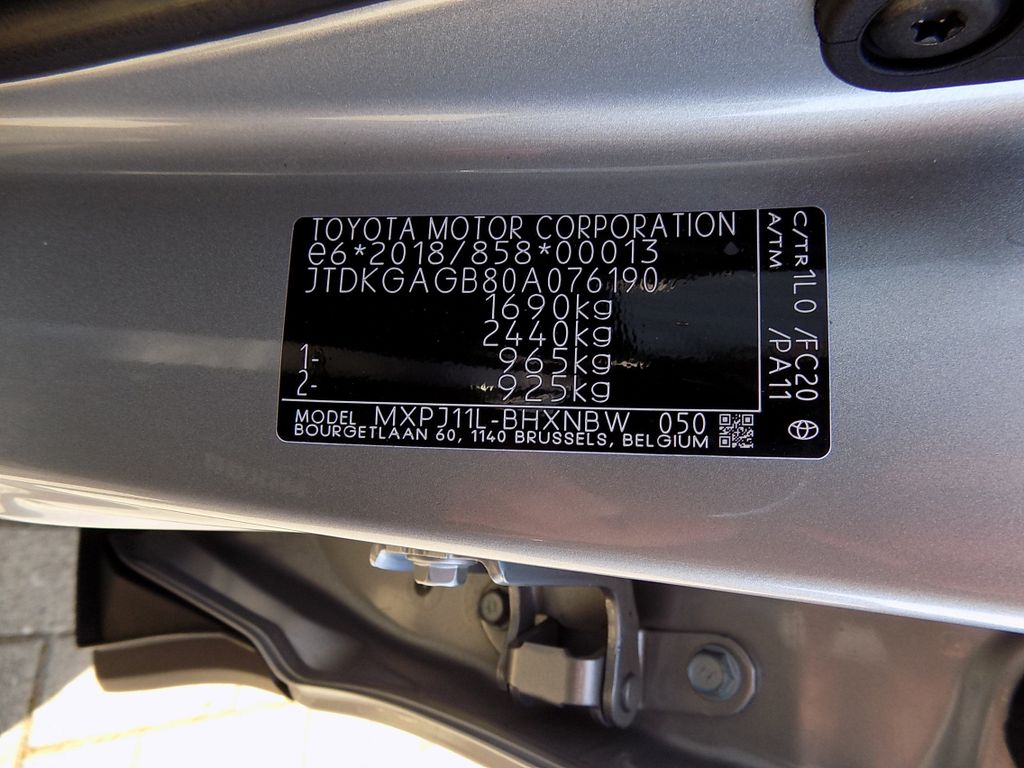 TOYOTA MOTOR CORPORATION
e6*2018/858*00013
JTDKGAGB80A076190
1690kg
2440kg
1- 965kg
2- 925kg
MODEL MXPJ11L-BHXNBW 050
BOURGETLAAN 60, 1140 BRUSSELS, BELGIUM
C/TR 1L0 /FC20
A/TM /PA11